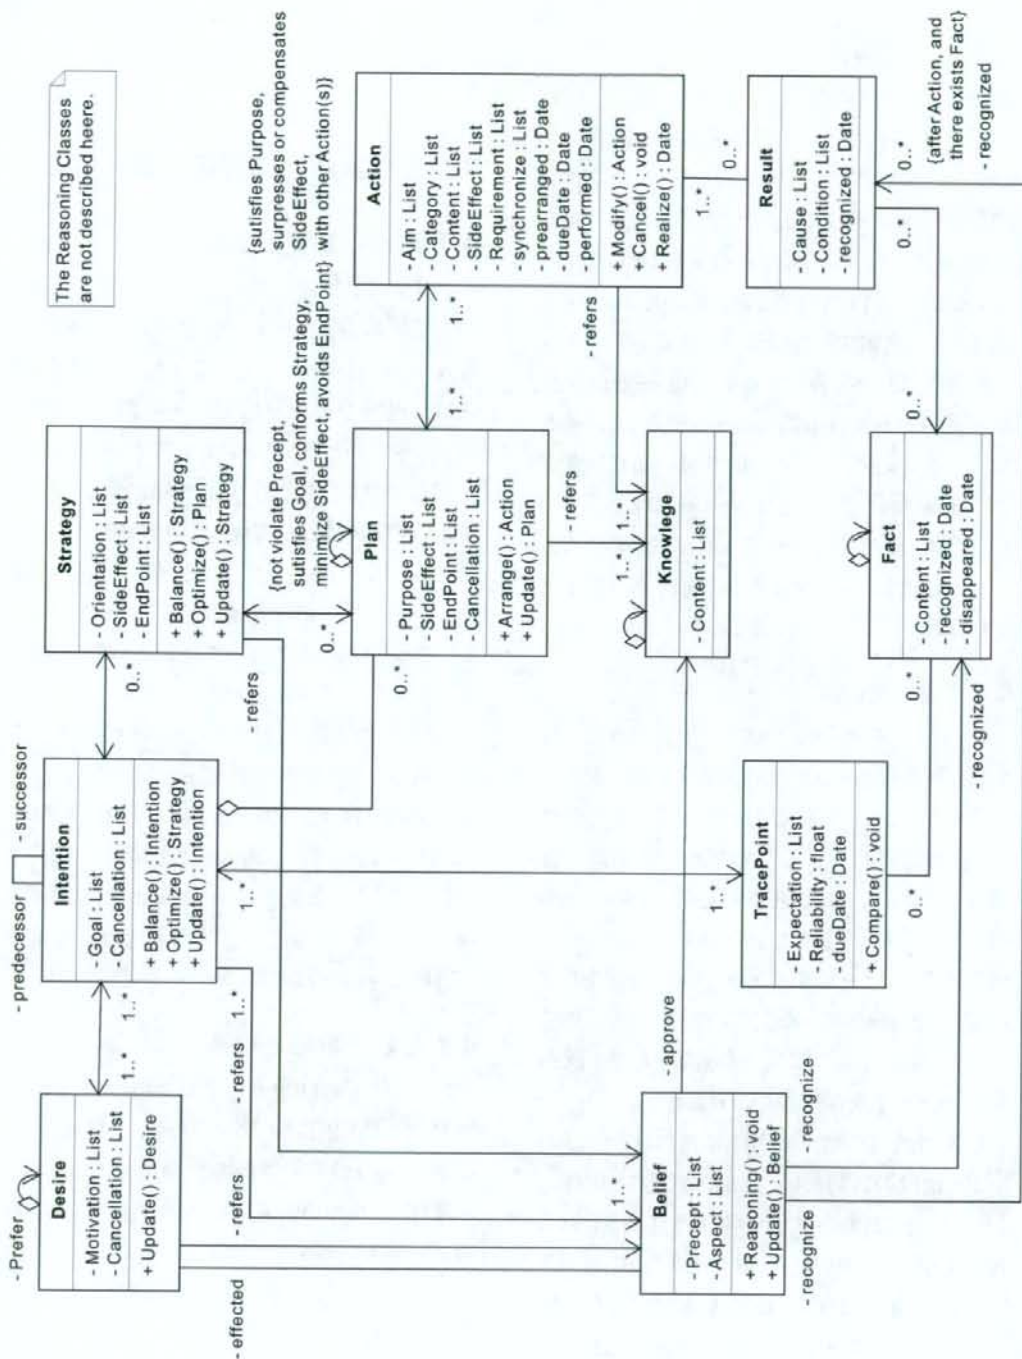 The Reasoning Classes
are not described heere.
- Prefer
Desire
- Motivation : List
- Cancellation : List
+ Update() : Desire
1..*
1..*
- predecessor
- successor
Intention
- Goal : List
- Cancellation : List
+ Balance() : Intention
+ Optimize() : Strategy
+ Update() : Intention
0..*
Strategy
- Orientation : List
- SideEffect : List
- EndPoint : List
+ Balance() : Strategy
+ Optimize() : Plan
+ Update() : Strategy
- effected
- refers
- refers
1..*
1..*
- refers
{not violate Precept,
sutisfies Goal, conforms Strategy,
minimize SideEffect, avoids EndPoint}
0..*
0..*
Plan
- Purpose : List
- SideEffect : List
- EndPoint : List
- Cancellation : List
+ Arrange() : Action
+ Update() : Plan
1..*
1..*
{sutisfies Purpose,
surpresses or compensates
SideEffect,
with other Action(s)}
Action
- Aim : List
- Category : List
- Content : List
- SideEffect : List
- Requirement : List
- synchronize : List
- prearranged : Date
- dueDate : Date
- performed : Date
+ Modify() : Action
+ Cancel() : void
+ Realize() : Date
- refers
- refers
1..*
1..*
1..*
Belief
- Precept : List
- Aspect : List
+ Reasoning() : void
+ Update() : Belief
- approve
Knowlege
- Content : List
1..*
0..*
1..*
TracePoint
- Expectation : List
- Reliability : float
- dueDate : Date
+ Compare() : void
0..*
0..*
Fact
- Content : List
- recognized : Date
- disappeared : Date
0..*
0..*
Result
- Cause : List
- Condition : List
- recognized : Date
0..*
- recognize
- recognize
- recognized
{after Action, and
there exists Fact}
- recognized